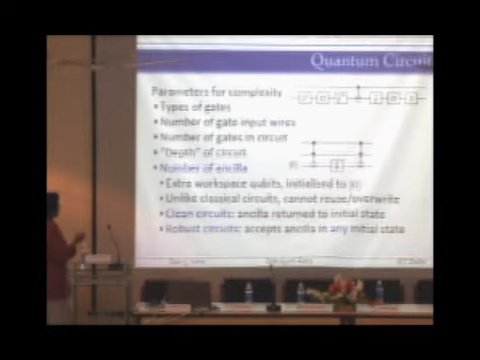 Quantum Circuit
Parameters for complexity
• Types of gates
• Number of gate input wires
• Number of gates in circuit
• "Depth" of circuit
• Number of ancilla
• Extra workspace qubits, initialised to |0⟩
• Unlike classical circuits, cannot reuse/overwrite
• Clean circuits: ancilla returned to initial state
• Robust circuits: accepts ancilla in any initial state